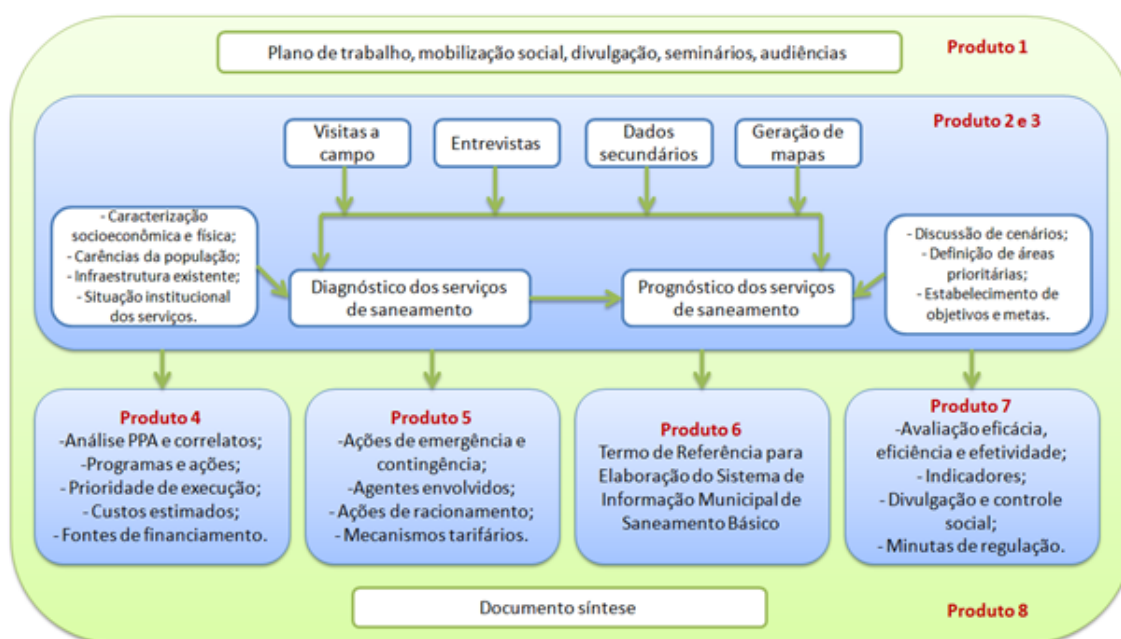 Plano de trabalho, mobilização social, divulgação, seminários, audiências
Produto 1
Produto 2 e 3
Visitas a
campo
Entrevistas
Dados
secundários
Geração de
mapas
- Caracterização
socioeconômica e física;
- Carências da população;
- Infraestrutura existente;
- Situação institucional
dos serviços.
Diagnóstico dos serviços
de saneamento
Prognóstico dos serviços
de saneamento
- Discussão de cenários;
- Definição de áreas
prioritárias;
- Estabelecimento de
objetivos e metas.
Produto 4
-Análise PPA e correlatos;
-Programas e ações;
-Prioridade de execução;
- Custos estimados;
- Fontes de financiamento.
Produto 5
-Ações de emergência e
contingência;
-Agentes envolvidos;
- Ações de racionamento;
- Mecanismos tarifários.
Produto 6
Termo de Referência para
Elaboração do Sistema de
Informação Municipal de
Saneamento Básico
Produto 7
-Avaliação eficácia,
eficiência e efetividade;
- Indicadores;
- Divulgação e controle
social;
- Minutas de regulação.
Documento síntese
Produto 8